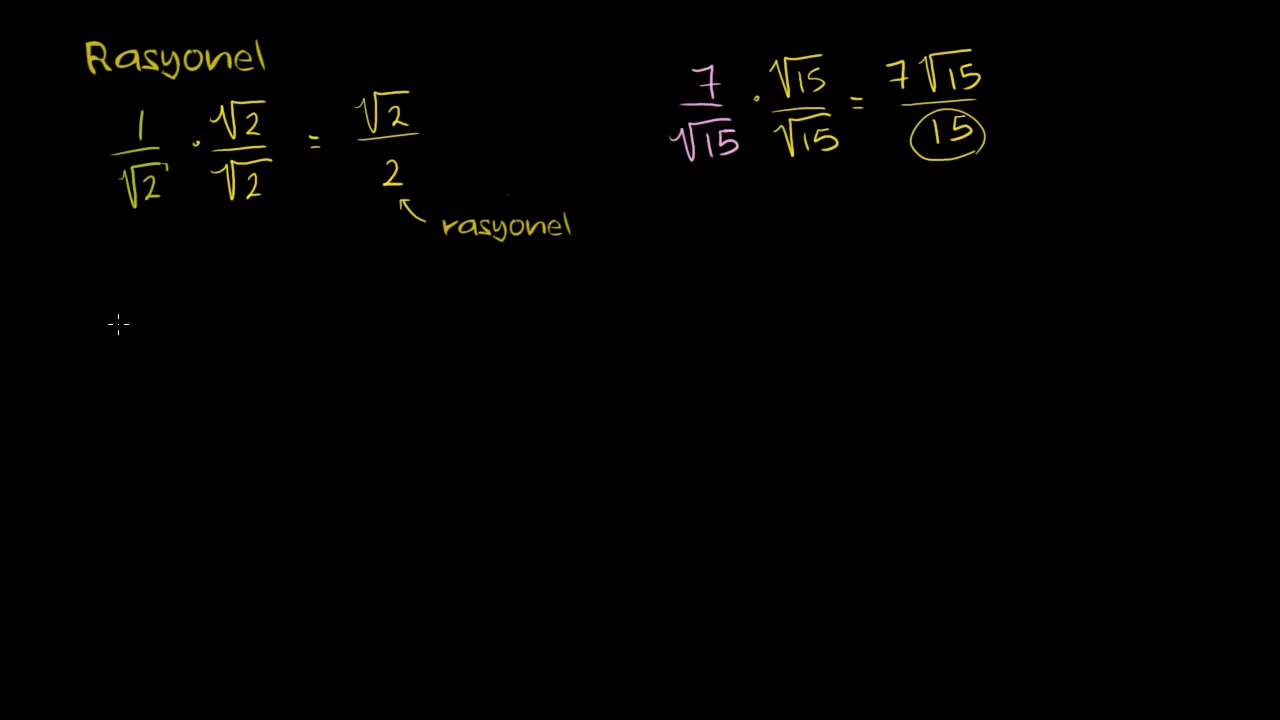 Rasyonel
1/√2 · √2/√2 = √2/2
rasyonel
7/√15 · √15/√15 = 7√15/15